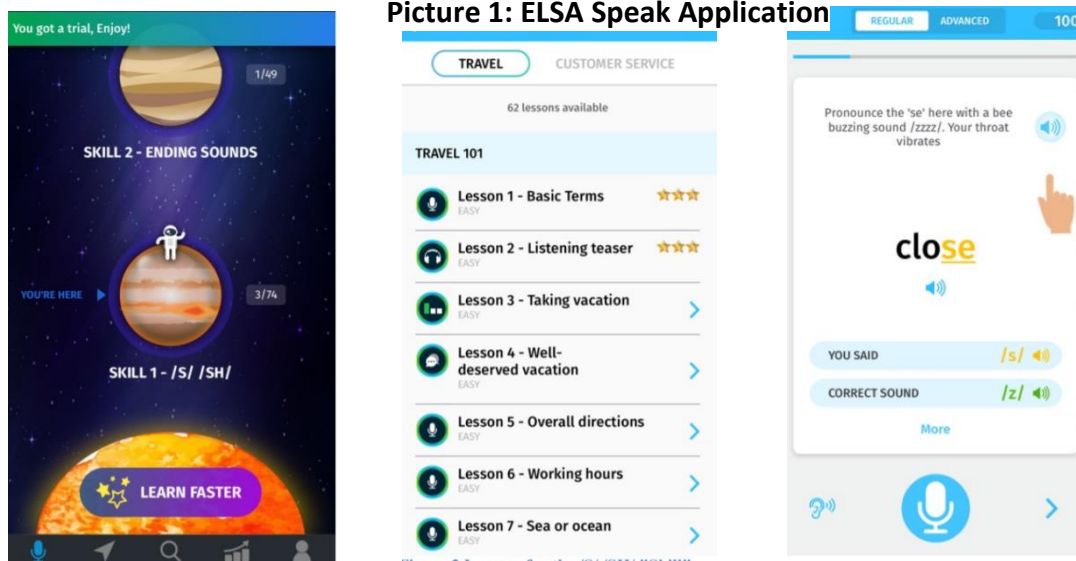 Picture 1: ELSA Speak Application
You got a trial, Enjoy!
1/49
SKILL 2 - ENDING SOUNDS
YOU'RE HERE
3/74
SKILL 1 - /S/ /SH/
LEARN FASTER
TRAVEL CUSTOMER SERVICE
62 lessons available
TRAVEL 101
Lesson 1 - Basic Terms
EASY
Lesson 2 - Listening teaser
EASY
Lesson 3 - Taking vacation
EASY
Lesson 4 - Well-
deserved vacation
EASY
Lesson 5 - Overall directions
EASY
Lesson 6 - Working hours
EASY
Lesson 7 - Sea or ocean
EASY
REGULAR ADVANCED 100
Pronounce the 'se' here with a bee
buzzing sound /zzzz/. Your throat
vibrates
close
YOU SAID /s/
CORRECT SOUND /z/
More